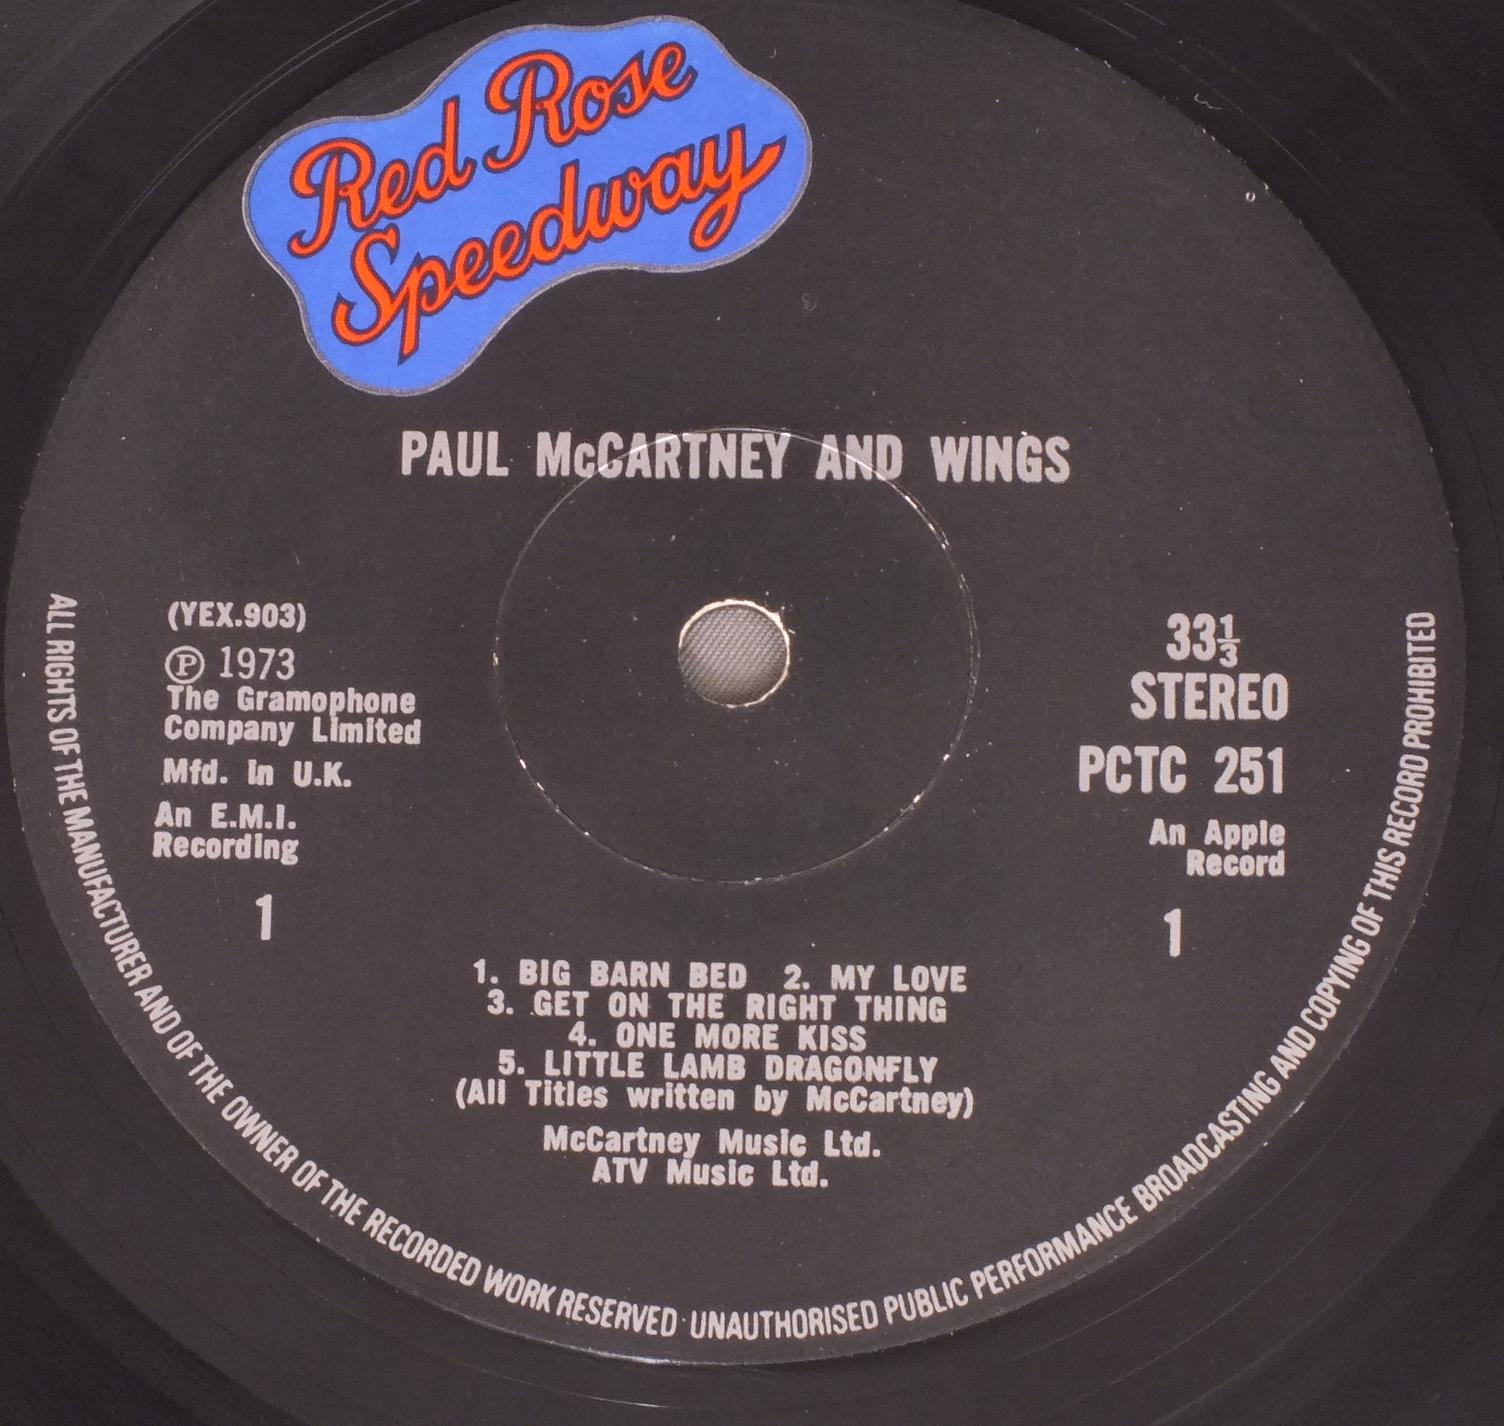 Red Rose
Speedway
PAUL McCARTNEY AND WINGS
(YEX.903)
Ⓟ 1973
The Gramophone
Company Limited
Mfd. in U.K.
An E.M.I.
Recording
1
33⅓
STEREO
PCTC 251
An Apple
Record
1
1. BIG BARN BED 2. MY LOVE
3. GET ON THE RIGHT THING
4. ONE MORE KISS
5. LITTLE LAMB DRAGONFLY
(All Titles written by McCartney)
McCartney Music Ltd.
ATV Music Ltd.
ALL RIGHTS OF THE MANUFACTURER AND OF THE OWNER OF THE RECORDED WORK RESERVED · UNAUTHORISED PUBLIC PERFORMANCE BROADCASTING AND COPYING OF THIS RECORD PROHIBITED